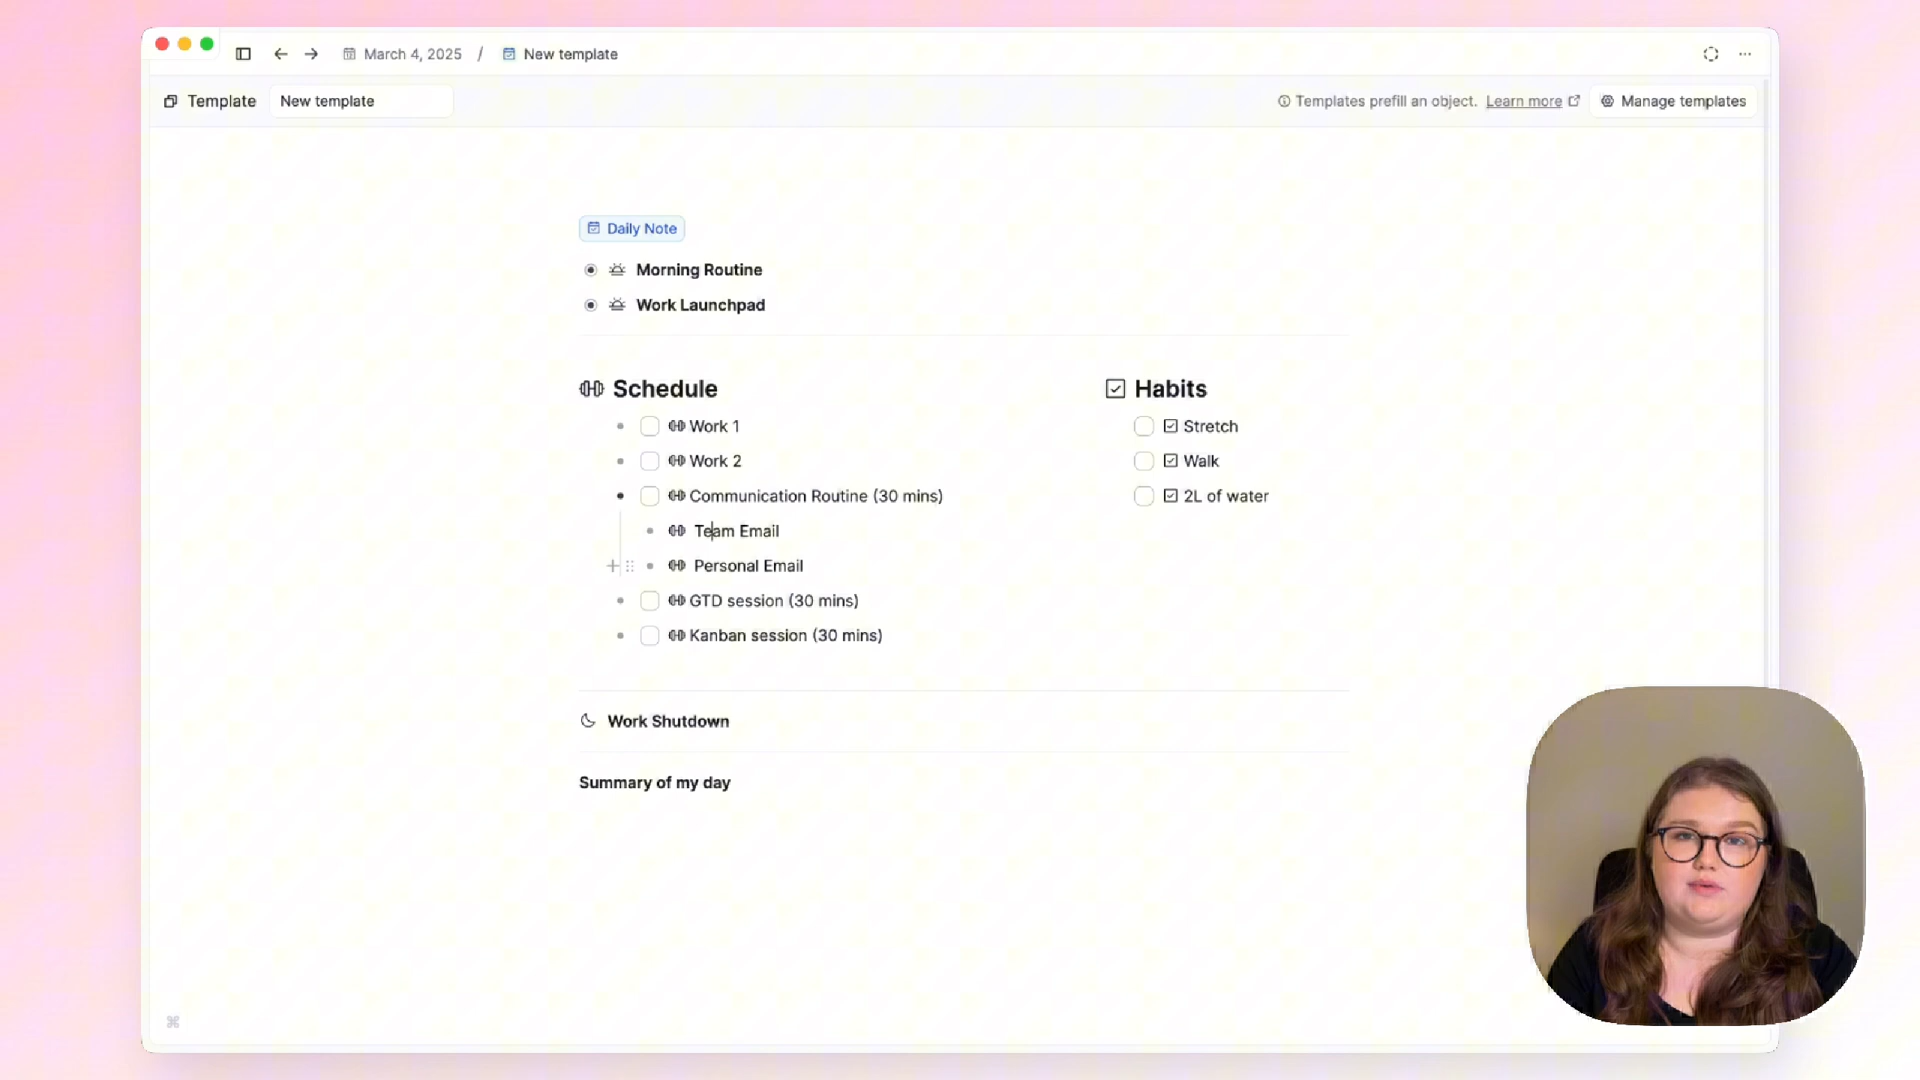 March 4, 2025 / New template
Template New template
Templates prefill an object. Learn more Manage templates
Daily Note
Morning Routine
Work Launchpad
Schedule
Work 1
Work 2
Communication Routine (30 mins)
Team Email
Personal Email
GTD session (30 mins)
Kanban session (30 mins)
Habits
Stretch
Walk
2L of water
Work Shutdown
Summary of my day